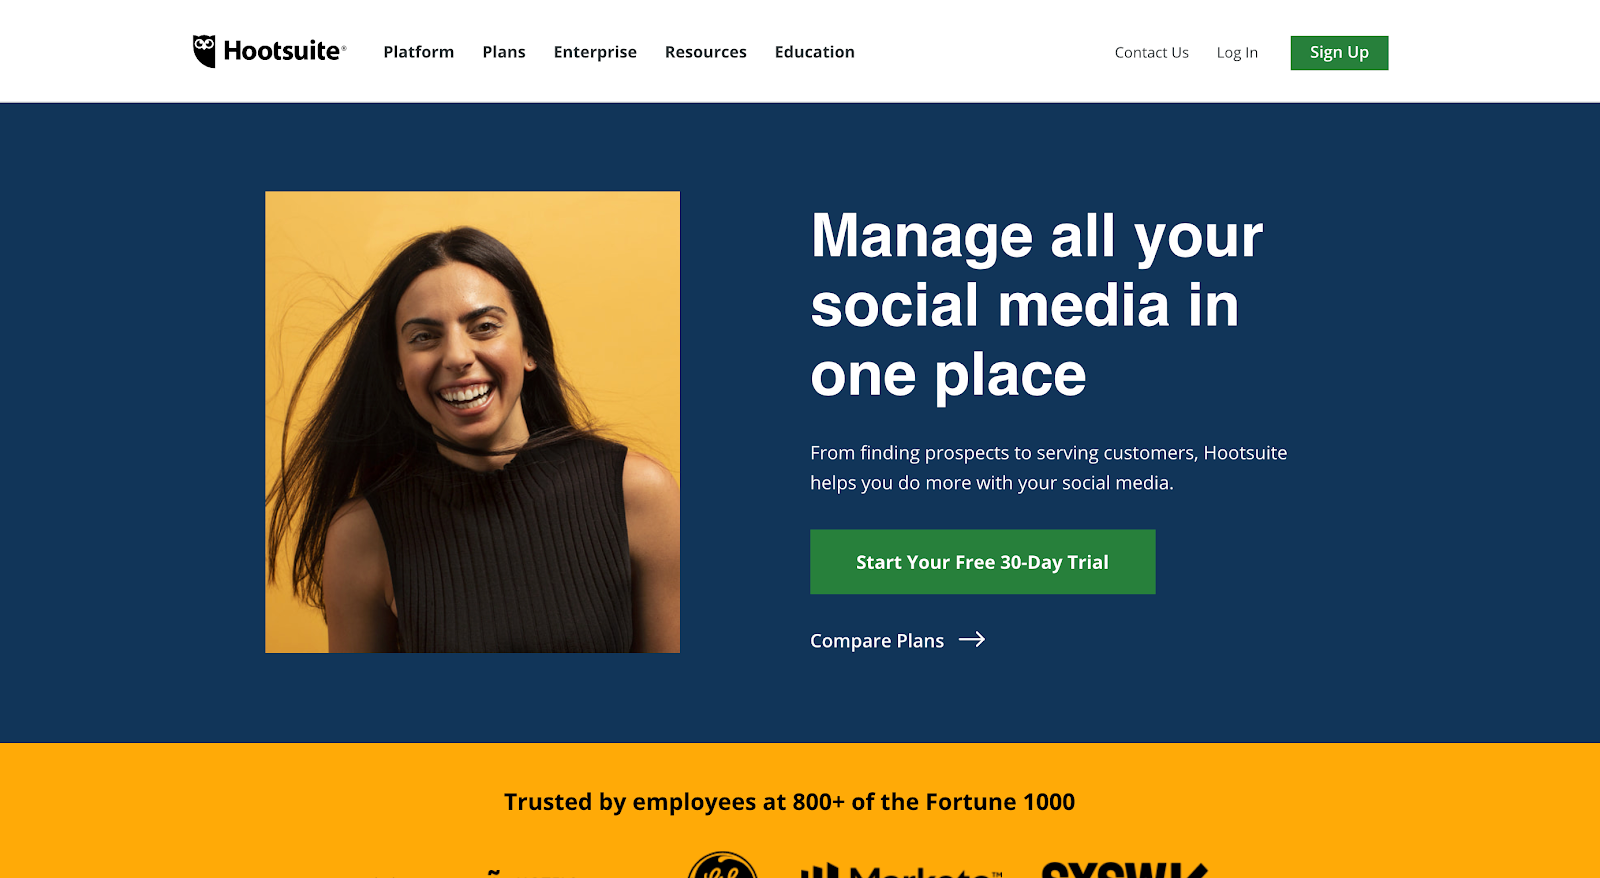 Hootsuite®
Platform
Plans
Enterprise
Resources
Education
Contact Us
Log In
Sign Up
Manage all your
social media in
one place
From finding prospects to serving customers, Hootsuite
helps you do more with your social media.
Start Your Free 30-Day Trial
Compare Plans
Trusted by employees at 800+ of the Fortune 1000